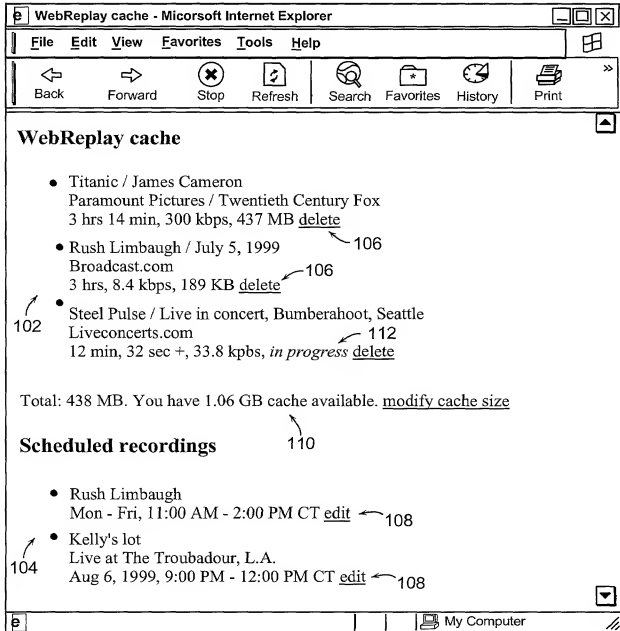 e WebReplay cache - Micorsoft Internet Explorer
File Edit View Favorites Tools Help
Back Forward Stop Refresh Search Favorites History Print »
WebReplay cache
• Titanic / James Cameron
Paramount Pictures / Twentieth Century Fox
3 hrs 14 min, 300 kbps, 437 MB delete
106
• Rush Limbaugh / July 5, 1999
Broadcast.com
106
3 hrs, 8.4 kbps, 189 KB delete
102
• Steel Pulse / Live in concert, Bumberahoot, Seattle
Liveconcerts.com
112
12 min, 32 sec +, 33.8 kpbs, in progress delete
Total: 438 MB. You have 1.06 GB cache available. modify cache size
110
Scheduled recordings
• Rush Limbaugh
Mon - Fri, 11:00 AM - 2:00 PM CT edit
108
• Kelly's lot
104
Live at The Troubadour, L.A.
Aug 6, 1999, 9:00 PM - 12:00 PM CT edit
108
e My Computer